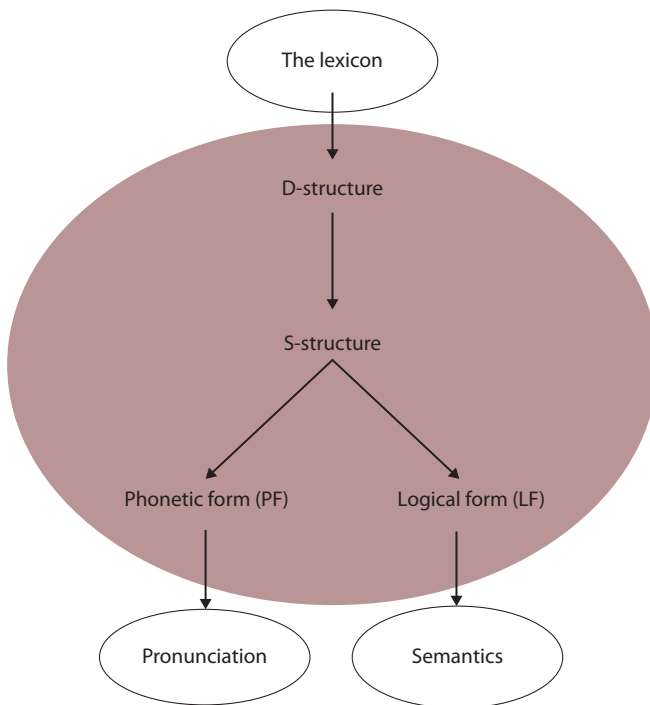 The lexicon
D-structure
S-structure
Phonetic form (PF)
Logical form (LF)
Pronunciation
Semantics